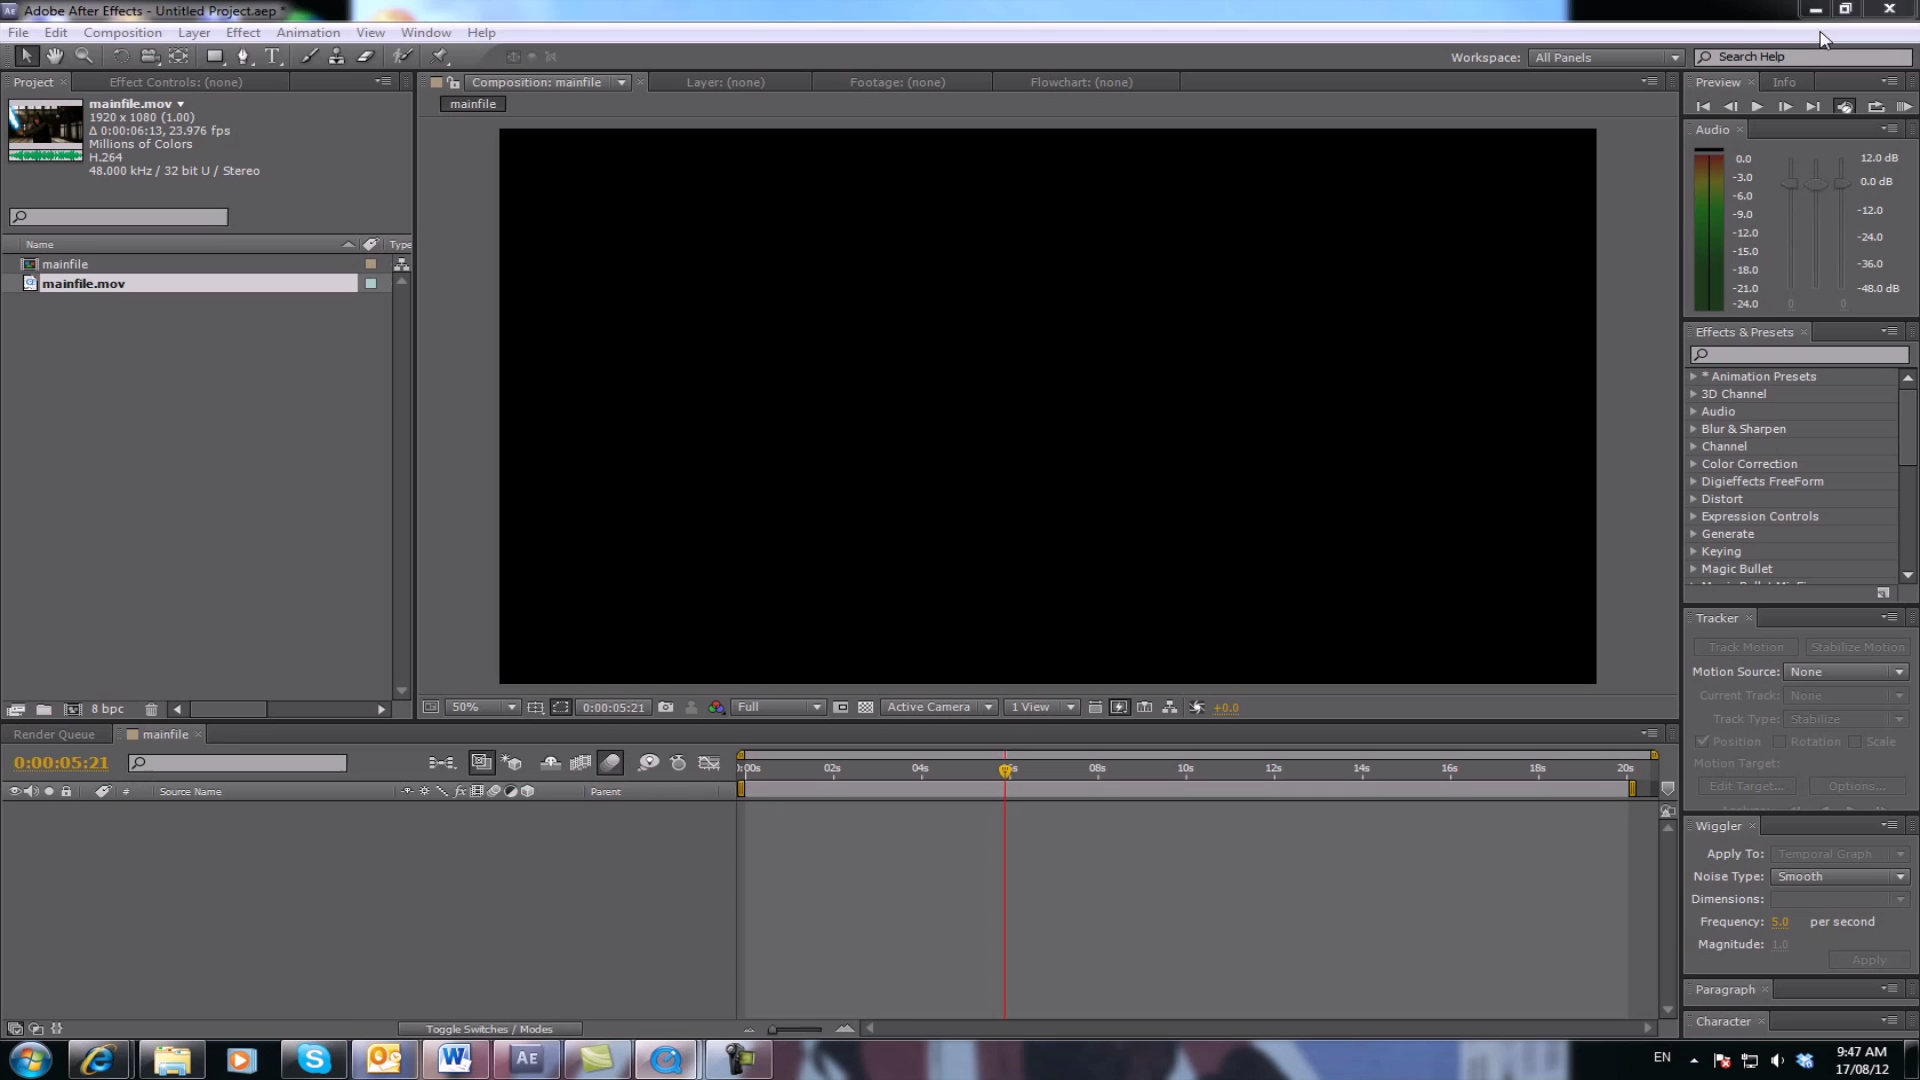 Adobe After Effects - Untitled Project.aep *
File Edit Composition Layer Effect Animation View Window Help
Workspace: All Panels Search Help
Project Effect Controls: (none) Composition: mainfile Layer: (none) Footage: (none) Flowchart: (none) Preview Info
mainfile.mov
1920 x 1080 (1.00)
Δ 0:00:06:13, 23.976 fps
Millions of Colors
H.264
48.000 kHz / 32 bit U / Stereo
mainfile
Name Type
mainfile
mainfile.mov
8 bpc
50% 0:00:05:21 Full Active Camera 1 View +0.0
Audio
0.0 12.0 dB
-3.0 0.0 dB
-6.0
-9.0 -12.0
-12.0 -24.0
-15.0
-18.0 -36.0
-21.0 -48.0 dB
-24.0 0 0
Effects & Presets
* Animation Presets
3D Channel
Audio
Blur & Sharpen
Channel
Color Correction
Digieffects FreeForm
Distort
Expression Controls
Generate
Keying
Magic Bullet
Tracker
Track Motion Stabilize Motion
Motion Source: None
Current Track: None
Track Type: Stabilize
Position Rotation Scale
Motion Target:
Edit Target... Options...
Wiggler
Apply To: Temporal Graph
Noise Type: Smooth
Dimensions:
Frequency: 5.0 per second
Magnitude: 1.0
Apply
Paragraph
Character
Render Queue mainfile
0:00:05:21
:00s 02s 04s 08s 10s 12s 14s 16s 18s 20s
# Source Name fx Parent
Toggle Switches / Modes
EN
9:47 AM
17/08/12